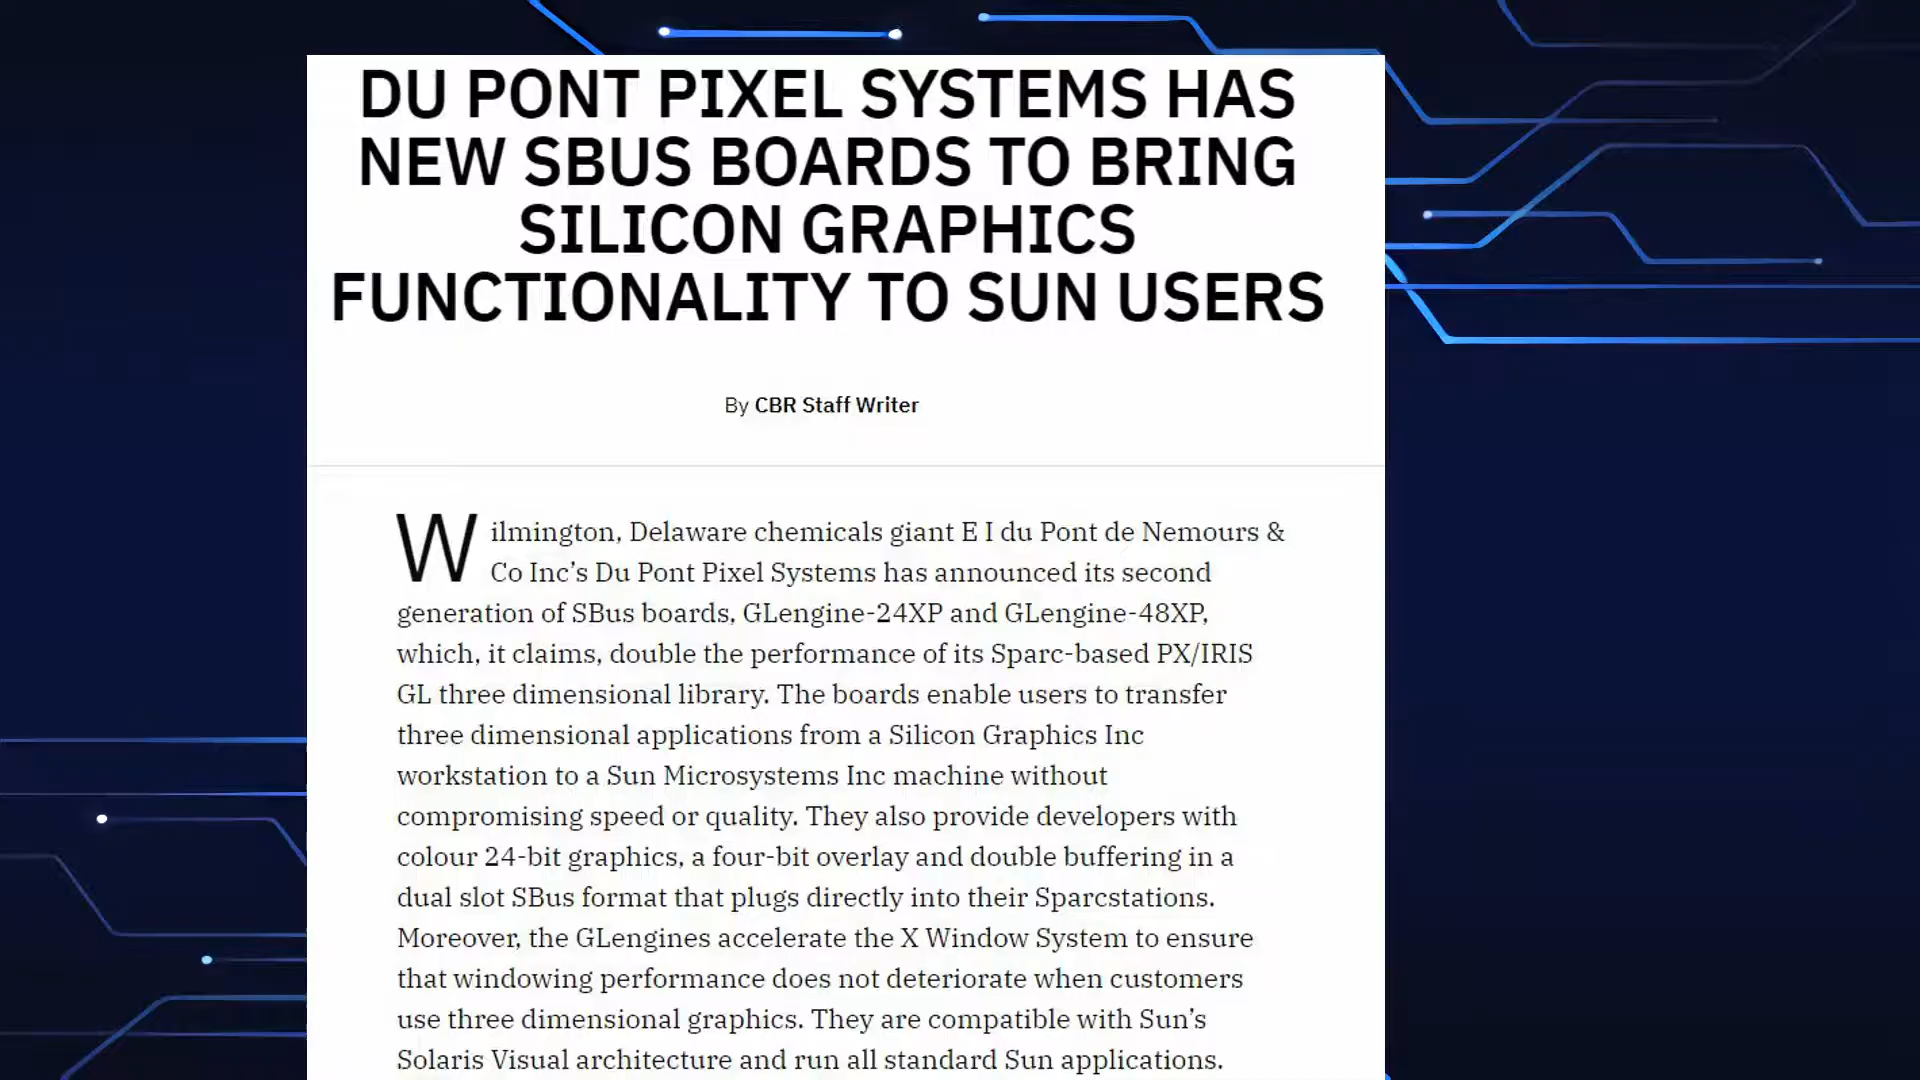 DU PONT PIXEL SYSTEMS HAS
NEW SBUS BOARDS TO BRING
SILICON GRAPHICS
FUNCTIONALITY TO SUN USERS
By CBR Staff Writer
Wilmington, Delaware chemicals giant E I du Pont de Nemours &
Co Inc’s Du Pont Pixel Systems has announced its second
generation of SBus boards, GLengine-24XP and GLengine-48XP,
which, it claims, double the performance of its Sparc-based PX/IRIS
GL three dimensional library. The boards enable users to transfer
three dimensional applications from a Silicon Graphics Inc
workstation to a Sun Microsystems Inc machine without
compromising speed or quality. They also provide developers with
colour 24-bit graphics, a four-bit overlay and double buffering in a
dual slot SBus format that plugs directly into their Sparcstations.
Moreover, the GLengines accelerate the X Window System to ensure
that windowing performance does not deteriorate when customers
use three dimensional graphics. They are compatible with Sun’s
Solaris Visual architecture and run all standard Sun applications.